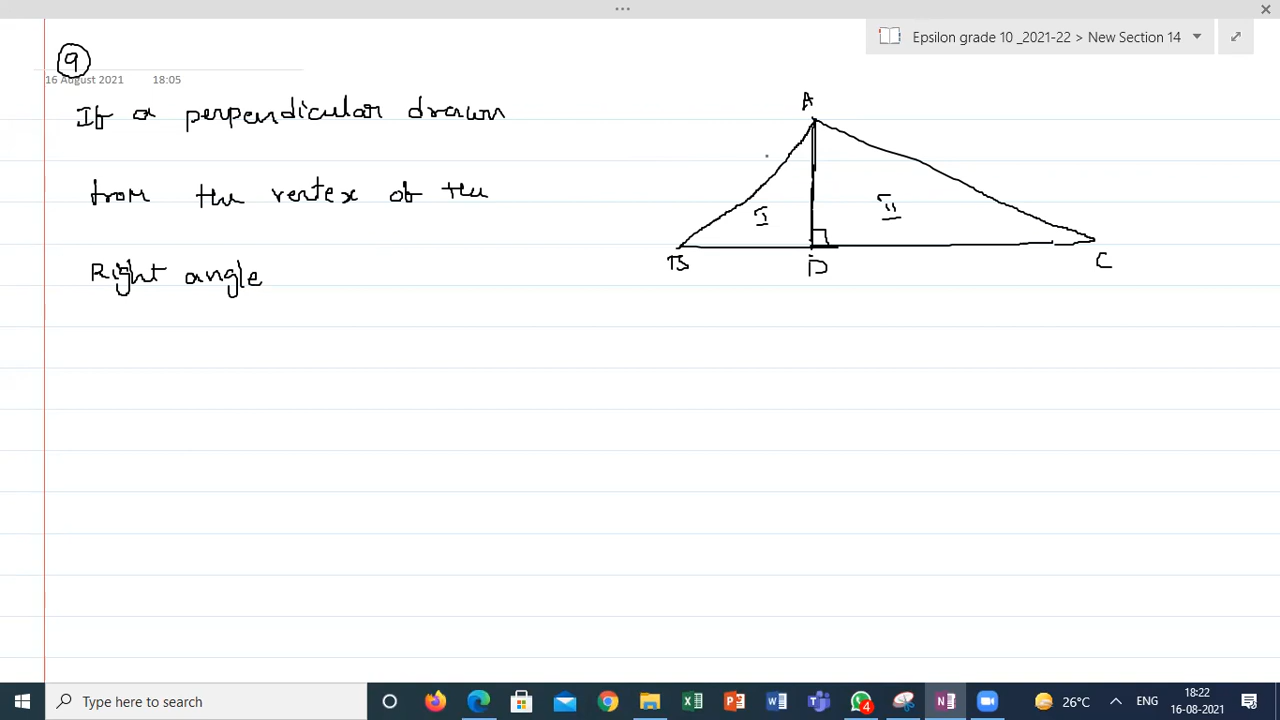 ...
Epsilon grade 10 _2021-22 > New Section 14
9
16 August 2021 18:05
If a perpendicular drawn
from the vertex of the
Right angle
A
I
II
B
D
C
Type here to search
4
26°C
ENG
18:22
16-08-2021